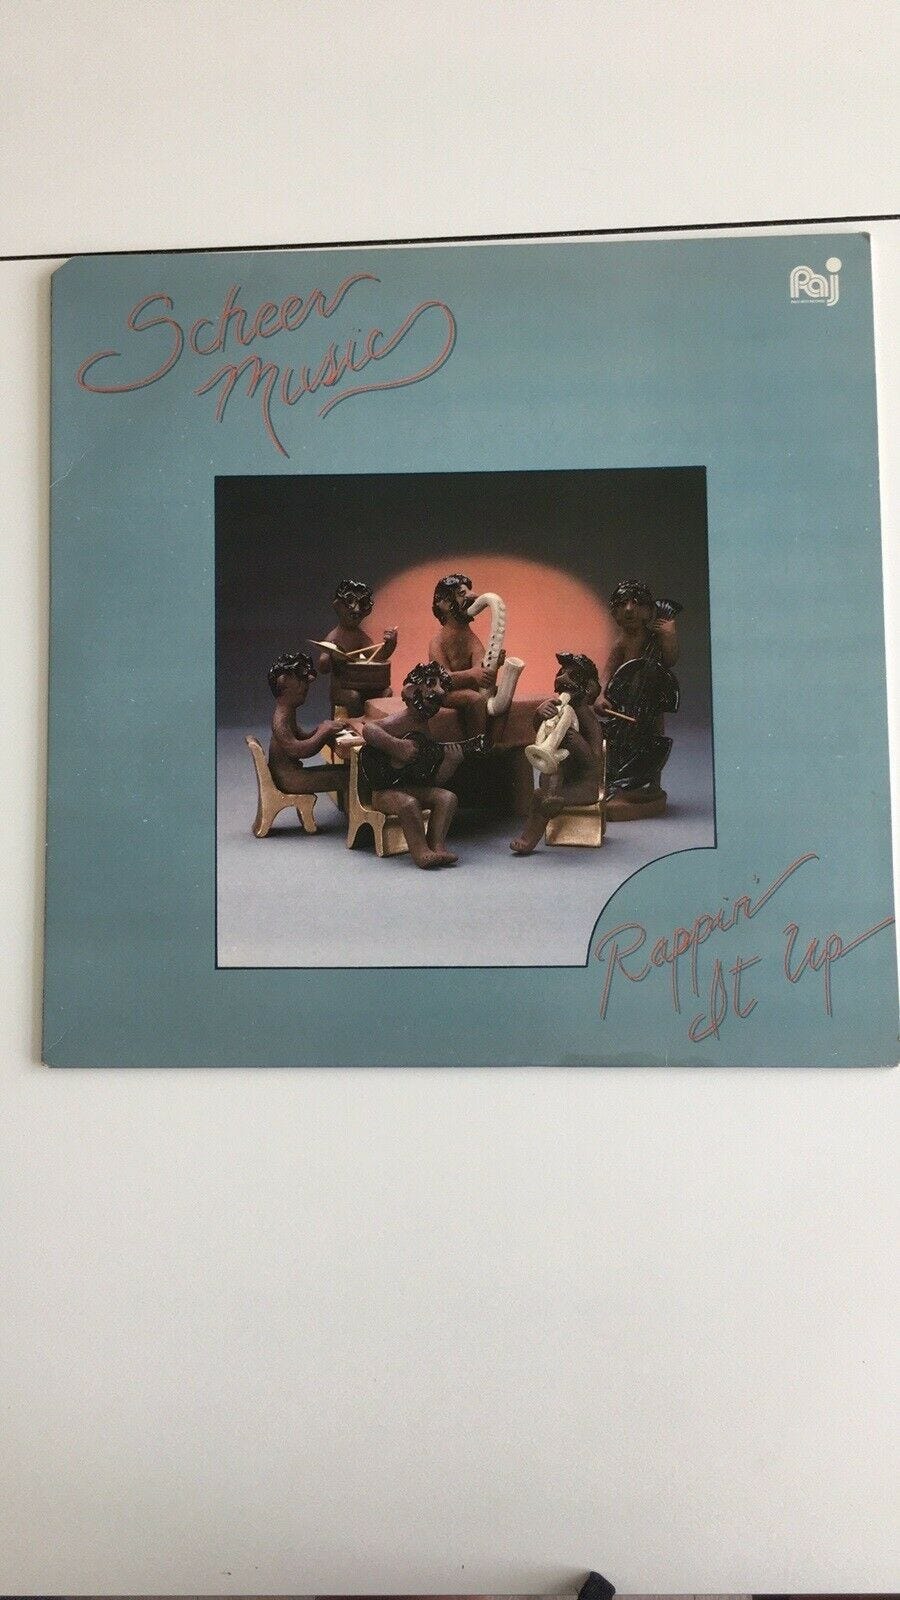 Scheer
Music
Paj
Rappin'
It Up